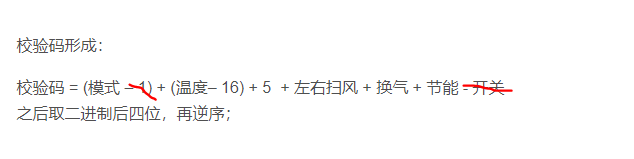 校验码形成：
校验码 = (模式 – 1) + (温度– 16) + 5 + 左右扫风 + 换气 + 节能 - 开关
之后取二进制后四位，再逆序；